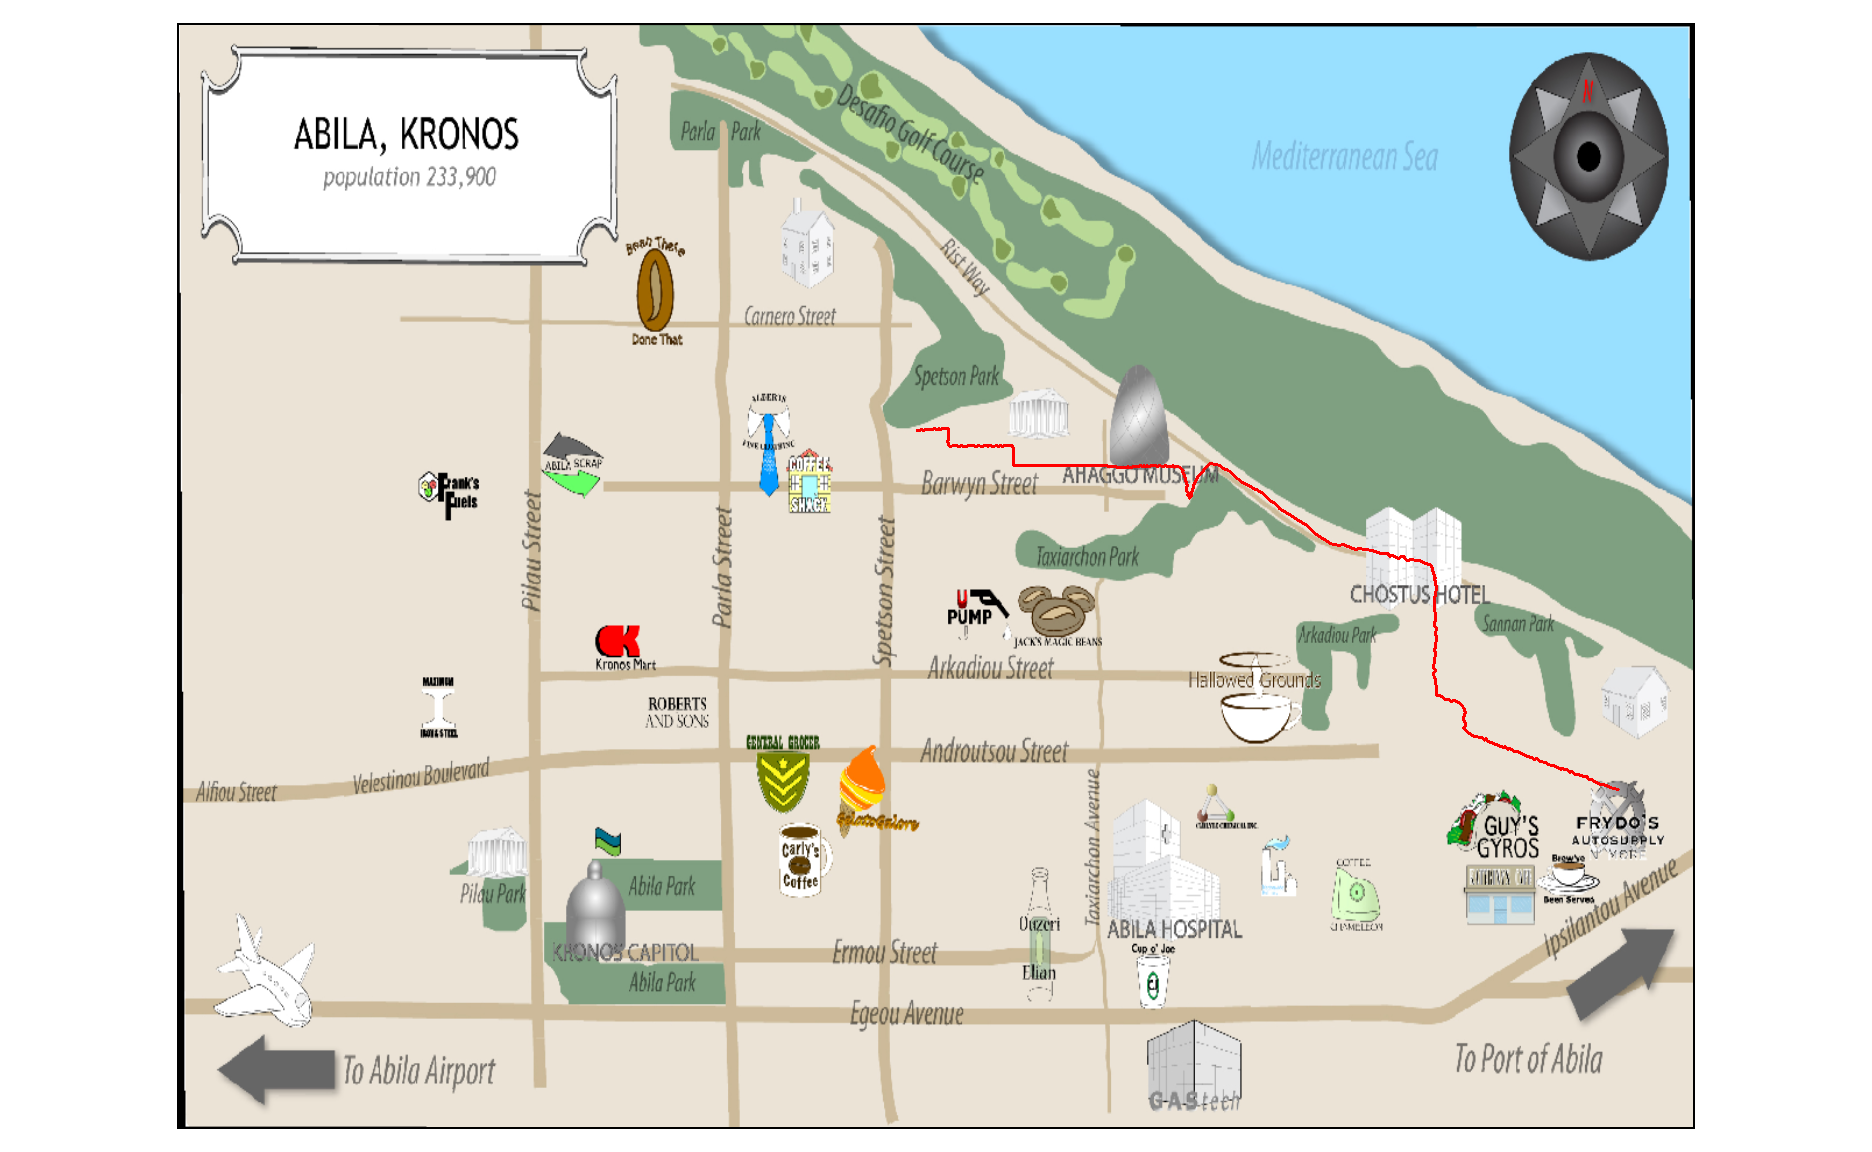 ABILA, KRONOS
population 233,900
N
Mediterranean Sea
Desafio Golf Course
Parla Park
Rist Way
Bean There
Done That
Carnero Street
Spetson Park
ALBERTS
FINE CLOTHING
ABILA SCRAP
COFFEE
SHACK
Frank's
Fuels
Barwyn Street
AHAGGO MUSEUM
Pilau Street
Parla Street
Spetson Street
Taxiarchon Park
CHOSTUS HOTEL
U
PUMP
JACK'S MAGIC BEANS
Arkadiou Park
Sannan Park
Kronos Mart
Arkadiou Street
Hallowed Grounds
MAXIMUM
IRON & STEEL
ROBERTS
AND SONS
GENERAL GROCER
Androutsou Street
Alfiou Street
Velestinou Boulevard
Gelato Galore
Taxiarchon Avenue
CARLYLE CHEMICAL INC.
GUY'S
GYROS
FRYDO'S
AUTOSUPPLY
N' MORE
Carly's
Coffee
Pilau Park
Abila Park
COFFEE
CHAMELEON
Brew've
Been Served
Ouzeri
Elian
ABILA HOSPITAL
Cup o' Joe
CJ
KRONOS CAPITOL
Ermou Street
Abila Park
Ipsilantou Avenue
Egeou Avenue
To Abila Airport
To Port of Abila
GAStech